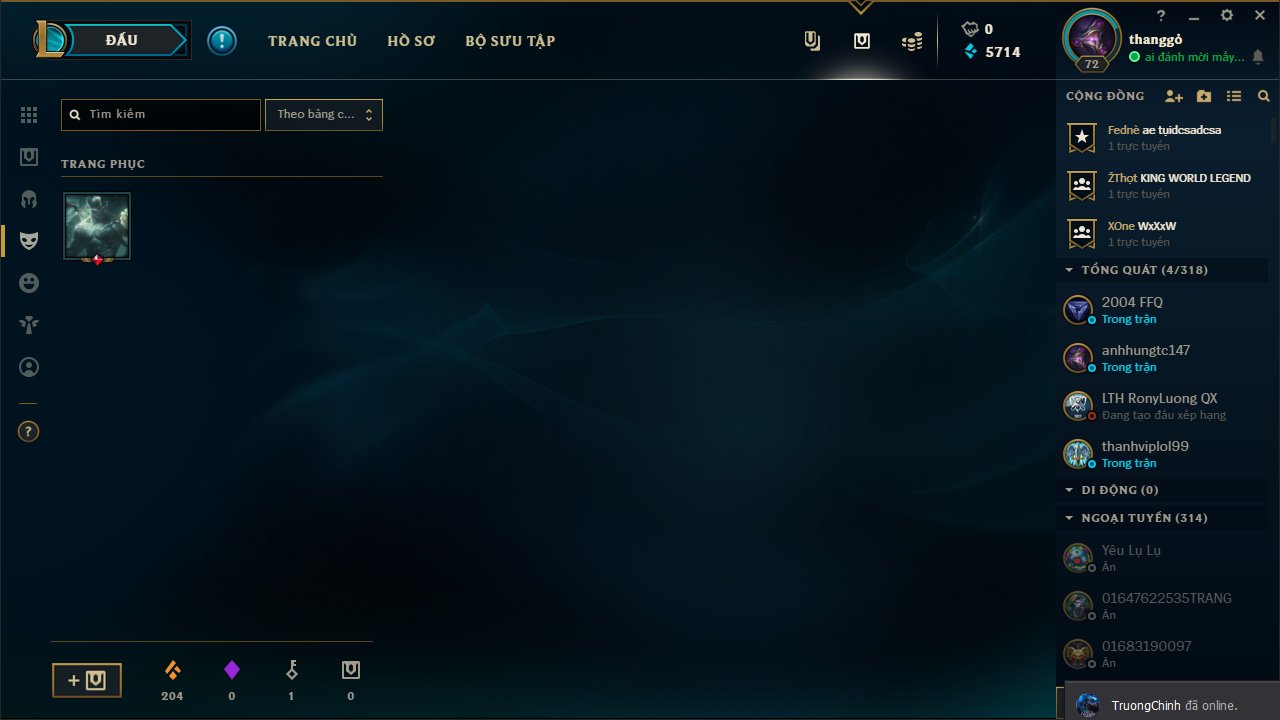 ĐẤU
TRANG CHỦ
HỒ SƠ
BỘ SƯU TẬP
0
5714
72
thanggỏ
ai đánh mời mấy...
Tìm kiếm
Theo bảng c...
TRANG PHỤC
204
0
1
0
CỘNG ĐỒNG
Fednè ae tụidcsadcsa
1 trực tuyến
ŽThọt KING WORLD LEGEND
1 trực tuyến
XOne WxXxW
1 trực tuyến
TỔNG QUÁT (4/318)
2004 FFQ
Trong trận
anhhungtc147
Trong trận
LTH RonyLuong QX
Đang tạo đấu xếp hạng
thanhviplol99
Trong trận
DI ĐỘNG (0)
NGOẠI TUYẾN (314)
Yêu Lụ Lụ
Ẩn
01647622535TRANG
Ẩn
01683190097
Ẩn
TruongChinh đã online.